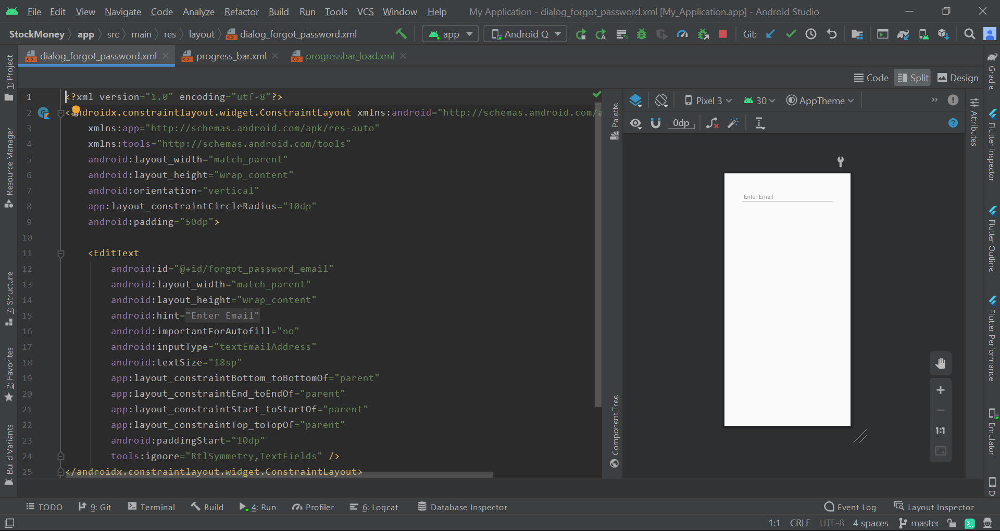 File Edit View Navigate Code Analyze Refactor Build Run Tools VCS Window Help My Application - dialog_forgot_password.xml [My_Application.app] - Android Studio
StockMoney app src main res layout dialog_forgot_password.xml app Android Q Git:
dialog_forgot_password.xml progress_bar.xml progressbar_load.xml
Code Split Design
1: Project
Resource Manager
7: Structure
2: Favorites
Build Variants
1 <?xml version="1.0" encoding="utf-8"?>
2 <androidx.constraintlayout.widget.ConstraintLayout xmlns:android="http://schemas.android.com/a
3 xmlns:app="http://schemas.android.com/apk/res-auto"
4 xmlns:tools="http://schemas.android.com/tools"
5 android:layout_width="match_parent"
6 android:layout_height="wrap_content"
7 android:orientation="vertical"
8 app:layout_constraintCircleRadius="10dp"
9 android:padding="50dp">
10
11 <EditText
12 android:id="@+id/forgot_password_email"
13 android:layout_width="match_parent"
14 android:layout_height="wrap_content"
15 android:hint="Enter Email"
16 android:importantForAutofill="no"
17 android:inputType="textEmailAddress"
18 android:textSize="18sp"
19 app:layout_constraintBottom_toBottomOf="parent"
20 app:layout_constraintEnd_toEndOf="parent"
21 app:layout_constraintStart_toStartOf="parent"
22 app:layout_constraintTop_toTopOf="parent"
23 android:paddingStart="10dp"
24 tools:ignore="RtlSymmetry,TextFields" />
25 </androidx.constraintlayout.widget.ConstraintLayout>
Palette
Component Tree
Pixel 3 30 AppTheme
0dp
Enter Email
1:1
Attributes
Gradle
Flutter Inspector
Flutter Outline
Flutter Performance
Emulator
D
TODO 9: Git Terminal Build 4: Run Profiler 6: Logcat Database Inspector Event Log Layout Inspector
1:1 CRLF UTF-8 4 spaces master